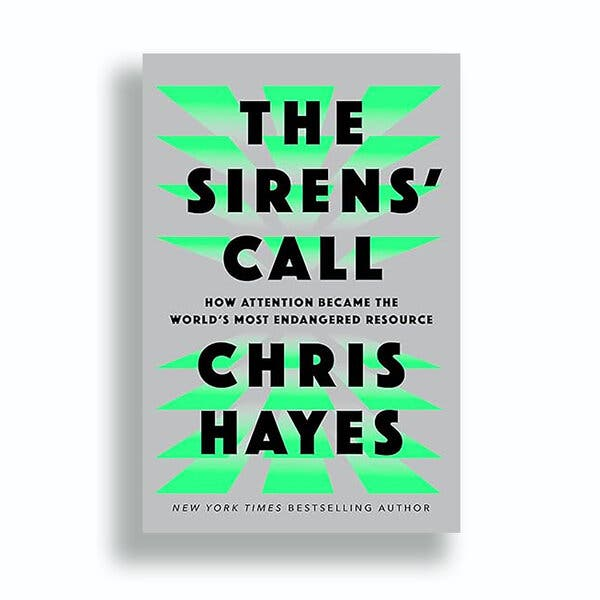 THE
SIRENS'
CALL
HOW ATTENTION BECAME THE
WORLD'S MOST ENDANGERED RESOURCE
CHRIS
HAYES
NEW YORK TIMES BESTSELLING AUTHOR